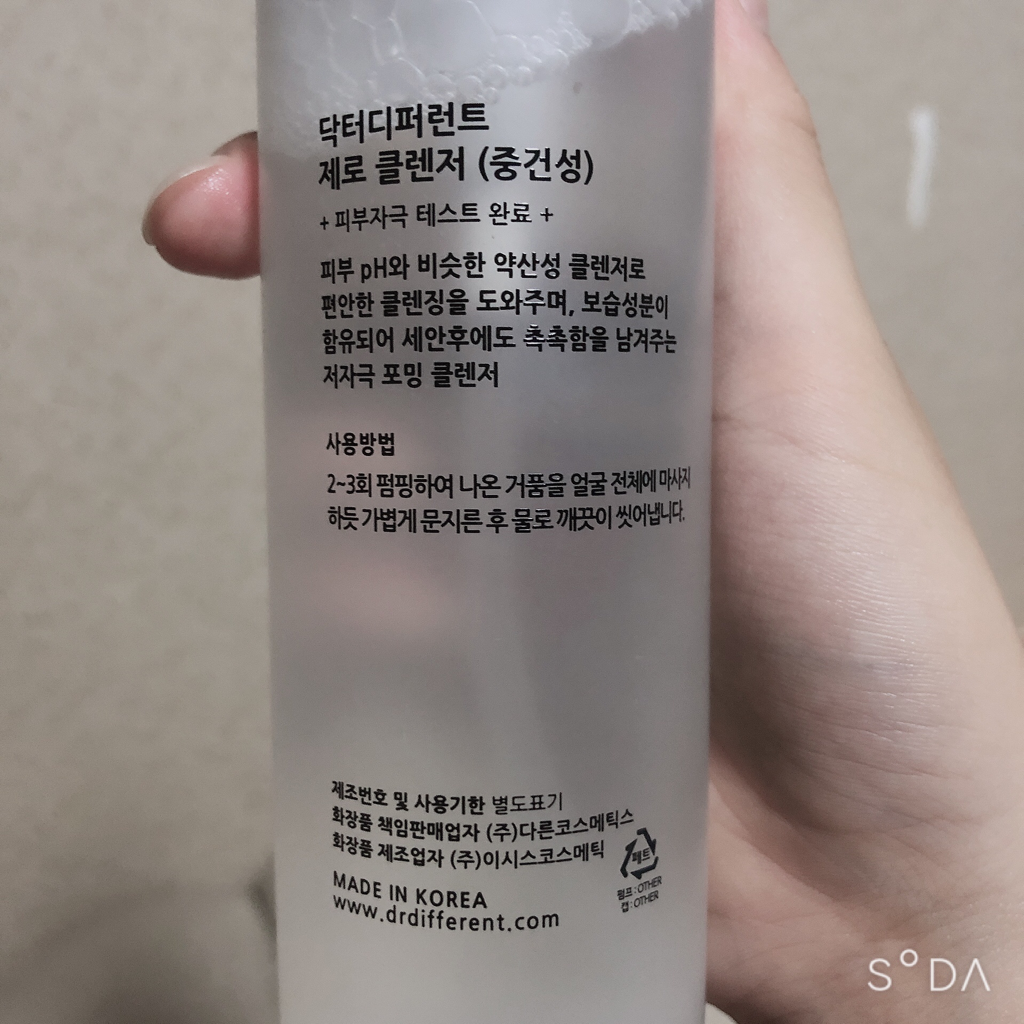 닥터디퍼런트
제로 클렌저 (중건성)
+ 피부자극 테스트 완료 +
피부 pH와 비슷한 약산성 클렌저로
편안한 클렌징을 도와주며, 보습성분이
함유되어 세안후에도 촉촉함을 남겨주는
저자극 포밍 클렌저
사용방법
2~3회 펌핑하여 나온 거품을 얼굴 전체에 마사지
하듯 가볍게 문지른 후 물로 깨끗이 씻어냅니다.
제조번호 및 사용기한 별도표기
화장품 책임판매업자 (주)다른코스메틱스
화장품 제조업자 (주)이시스코스메틱
페트
펌프:OTHER
캡:OTHER
MADE IN KOREA
www.drdifferent.com
SODA